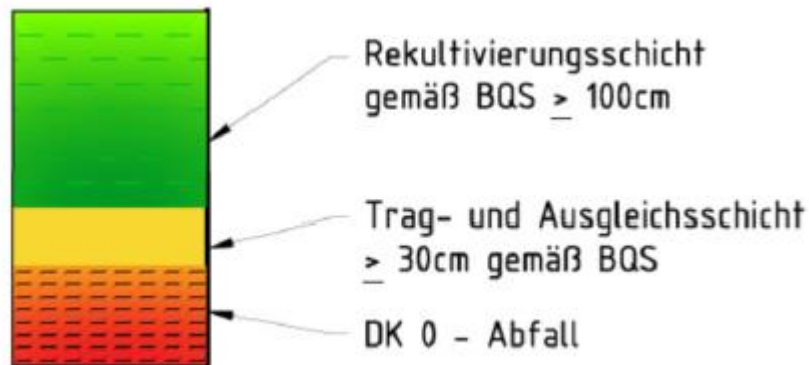 Rekultivierungsschicht
gemäß BQS ≥ 100cm
Trag- und Ausgleichsschicht
≥ 30cm gemäß BQS
DK 0 - Abfall